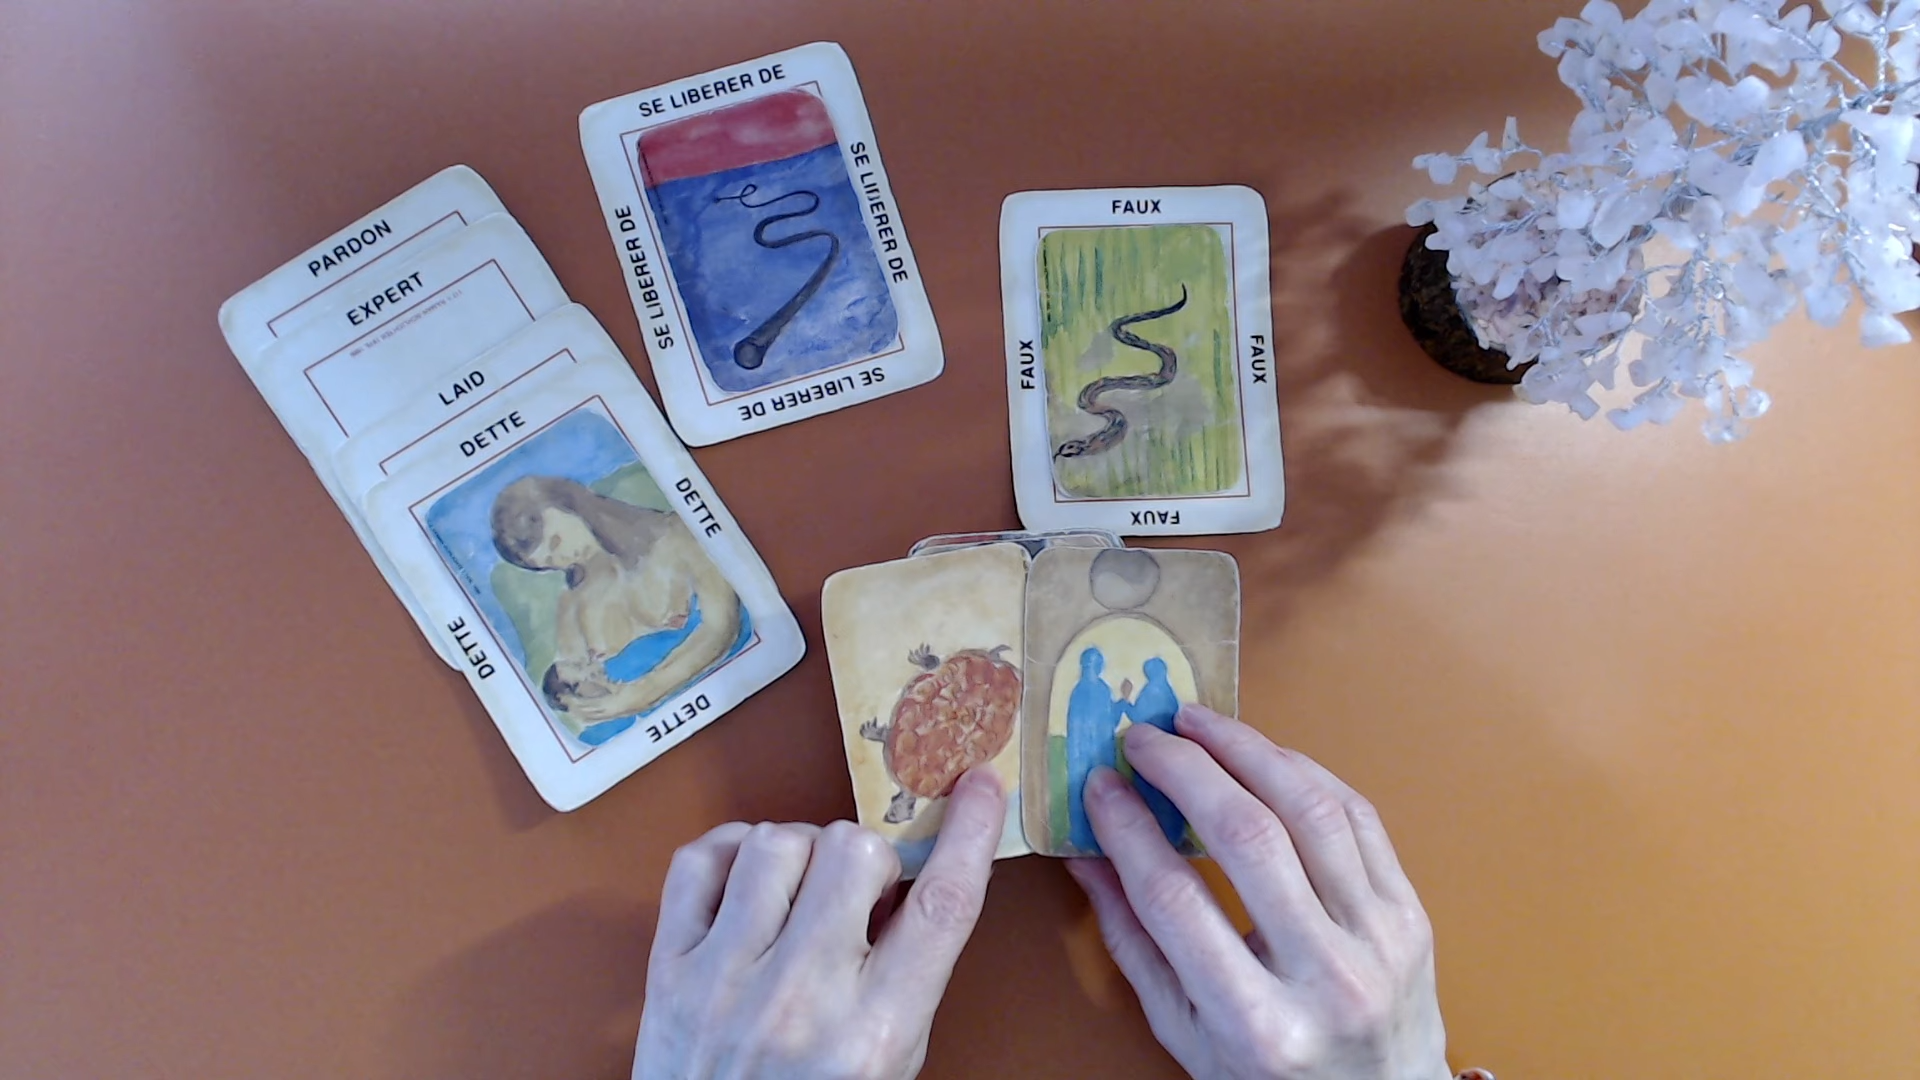 SE LIBERER DE
SE LIBERER DE
SE LIBERER DE
SE LIBERER DE
PARDON
EXPERT
LAID
DETTE
DETTE
DETTE
DETTE
FAUX
FAUX
FAUX
FAUX